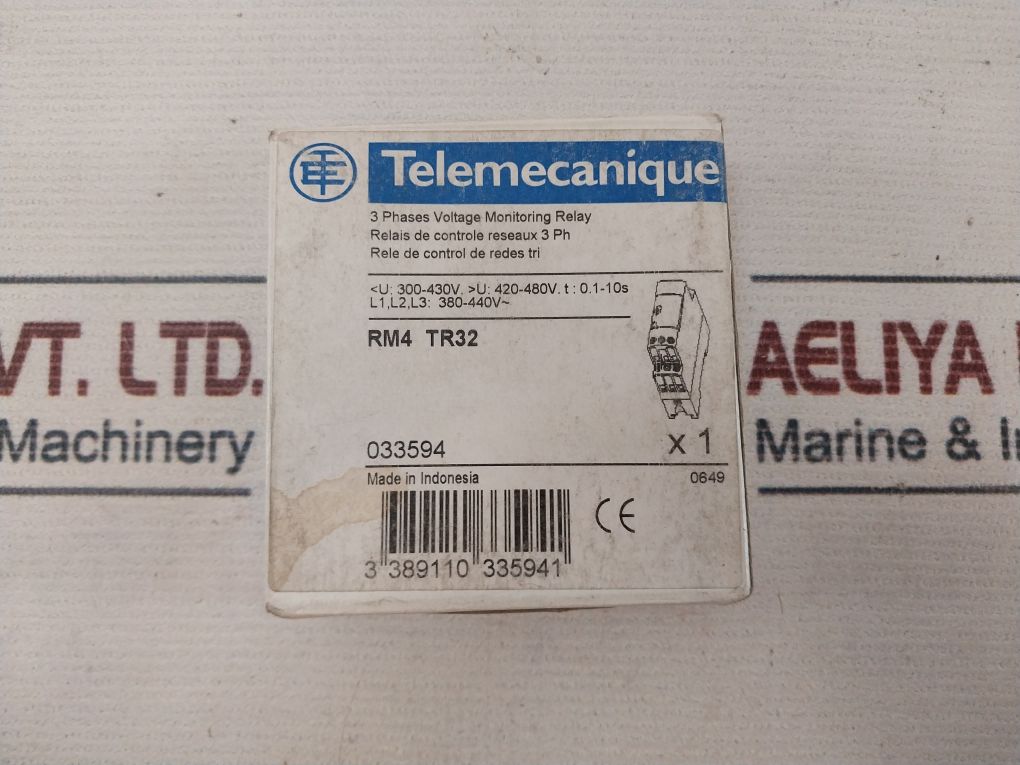 Telemecanique
3 Phases Voltage Monitoring Relay
Relais de controle reseaux 3 Ph
Rele de control de redes tri
<U: 300-430V. >U: 420-480V. t : 0.1-10s
L1,L2,L3: 380-440V~
RM4 TR32
033594
x 1
Made in Indonesia
0649
CE
3 389110 335941
VT. LTD.
AELIYA
Machinery
Marine &